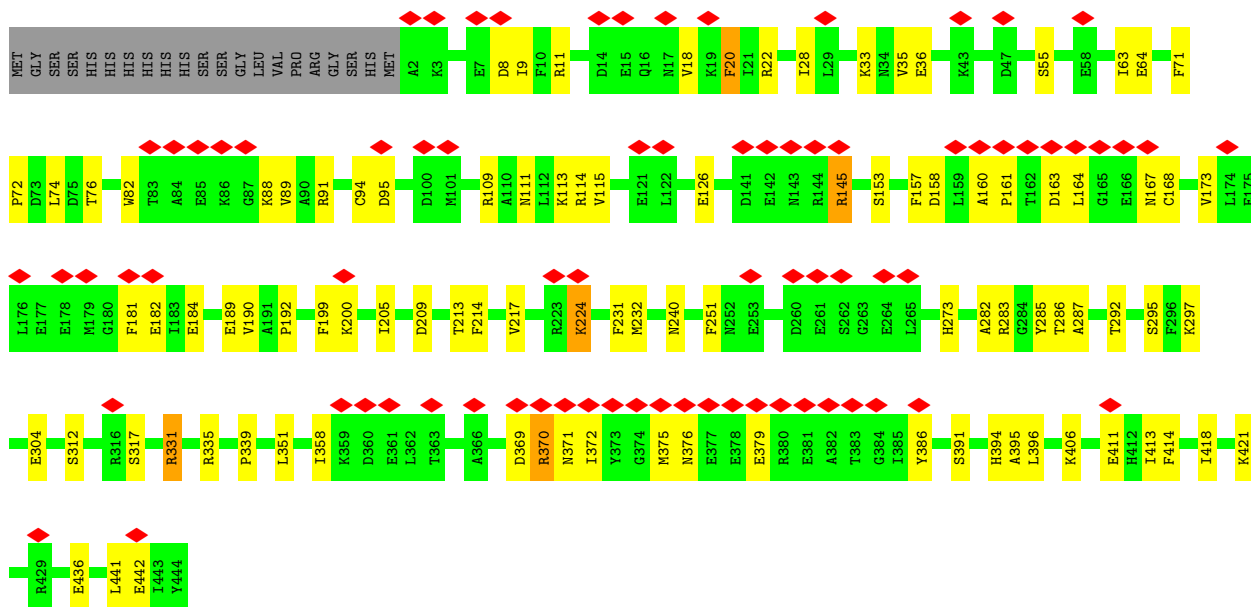 MET GLY SER SER HIS HIS HIS HIS HIS HIS SER SER GLY LEU VAL PRO ARG GLY SER HIS MET A2 K3 E7 D8 I9 F10 R11 D14 E15 Q16 N17 V18 K19 F20 I21 R22 I28 L29 K33 N34 V35 E36 K43 D47 S55 E58 I63 E64 F71
P72 D73 L74 D75 T76 W82 T83 A84 E85 K86 G87 K88 V89 A90 R91 C94 D95 D100 M101 R109 A110 N111 L112 K113 R114 V115 E121 L122 E126 D141 E142 N143 R144 R145 S153 F157 D158 L159 A160 P161 T162 D163 L164 G165 E166 N167 C168 V173 L174 E175
L176 E177 E178 M179 G180 F181 E182 I183 E184 E189 V190 A191 P192 F199 K200 I205 D209 T213 F214 V217 R223 K224 F231 M232 N240 F251 N252 E253 D260 E261 S262 G263 E264 L265 H273 A282 R283 G284 Y285 T286 A287 T292 S295 F296 K297
E304 S312 R316 S317 R331 R335 P339 L351 I358 K359 D360 E361 L362 T363 A366 D369 R370 N371 I372 Y373 G374 M375 N376 E377 E378 E379 R380 E381 A382 T383 G384 I385 Y386 S391 H394 A395 L396 K406 E411 H412 I413 F414 I418 K421
R429 E436 L441 E442 I443 Y444